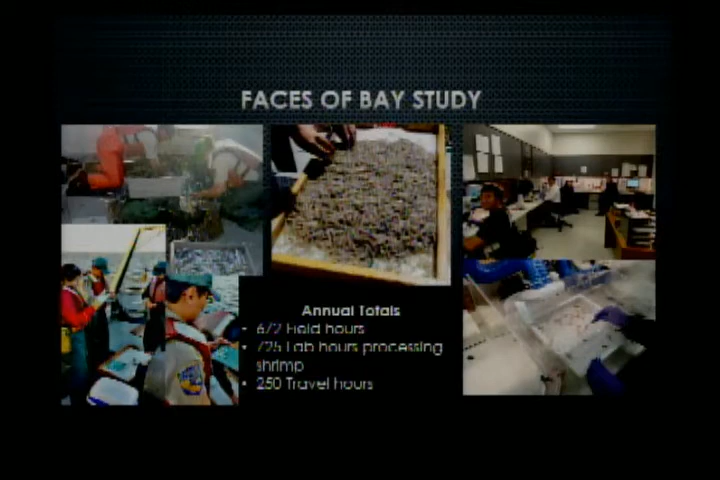 FACES OF BAY STUDY
Annual Totals
• 672 Field hours
• 725 Lab hours processing
shrimp
• 250 Travel hours